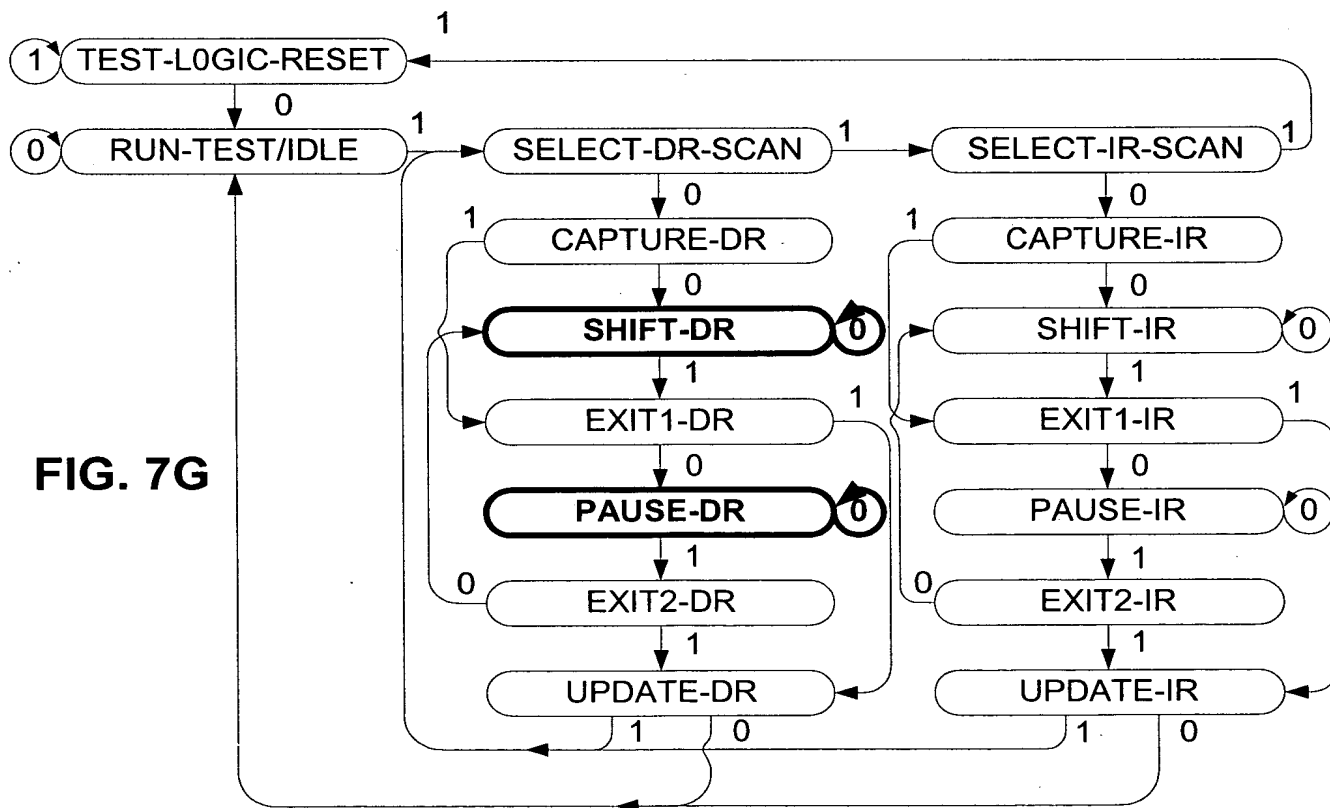 1
1 TEST-L0GIC-RESET
0
0 RUN-TEST/IDLE 1 SELECT-DR-SCAN 1 SELECT-IR-SCAN 1
0 0
1 CAPTURE-DR 1 CAPTURE-IR
0 0
SHIFT-DR 0 SHIFT-IR 0
1 1
EXIT1-DR 1 EXIT1-IR 1
FIG. 7G
0 0
PAUSE-DR 0 PAUSE-IR 0
1 1
0 EXIT2-DR 0 EXIT2-IR
1 1
UPDATE-DR UPDATE-IR
1 0 1 0